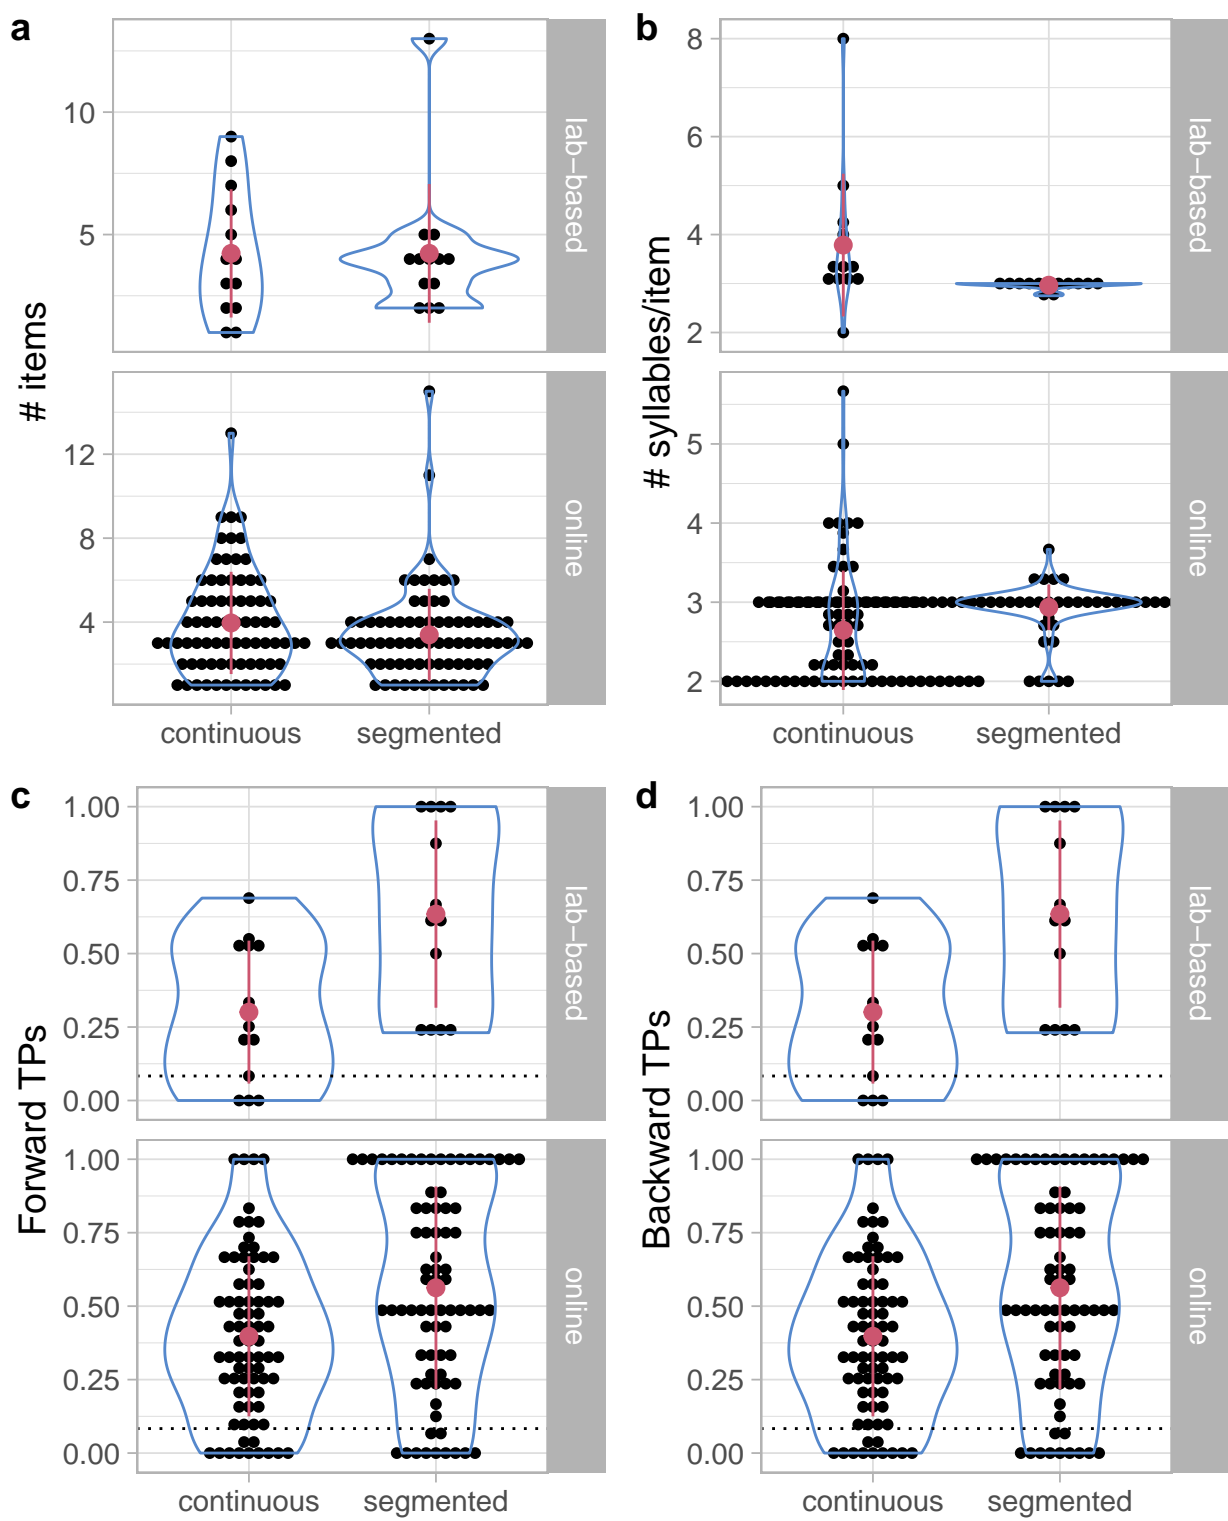 a
# items
10
5
lab−based
12
8
4
online
continuous
segmented
b
# syllables/item
8
6
4
2
lab−based
5
4
3
2
online
continuous
segmented
c
Forward TPs
1.00
0.75
0.50
0.25
0.00
lab−based
1.00
0.75
0.50
0.25
0.00
online
continuous
segmented
d
Backward TPs
1.00
0.75
0.50
0.25
0.00
lab−based
1.00
0.75
0.50
0.25
0.00
online
continuous
segmented